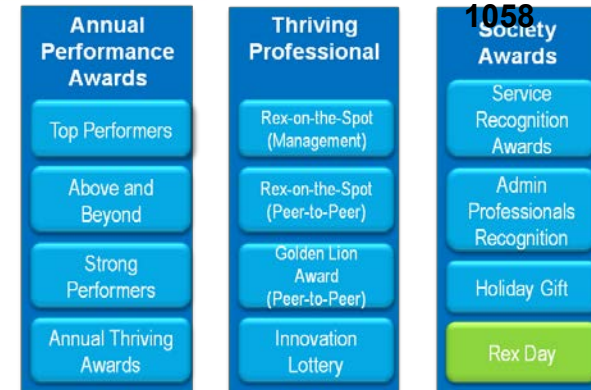 Annual
Performance
Awards
Top Performers
Above and
Beyond
Strong
Performers
Annual Thriving
Awards
Thriving
Professional
Rex-on-the-Spot
(Management)
Rex-on-the-Spot
(Peer-to-Peer)
Golden Lion
Award
(Peer-to-Peer)
Innovation
Lottery
1058
Society
Awards
Service
Recognition
Awards
Admin
Professionals
Recognition
Holiday Gift
Rex Day